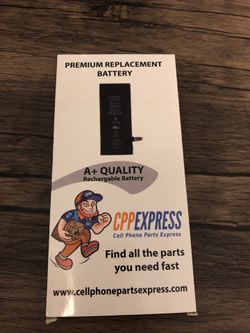 PREMIUM REPLACEMENT
BATTERY
A+ QUALITY
Rechargable Battery
CPPEXPRESS
Cell Phone Parts Express
Find all the parts
you need fast
www.cellphonepartsexpress.com